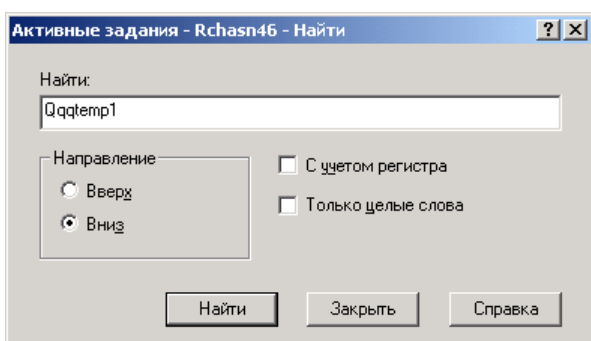 Активные задания - Rchasn46 - Найти
Найти:
Qqqtemp1
Направление
Вверх
Вниз
С учетом регистра
Только целые слова
Найти
Закрыть
Справка